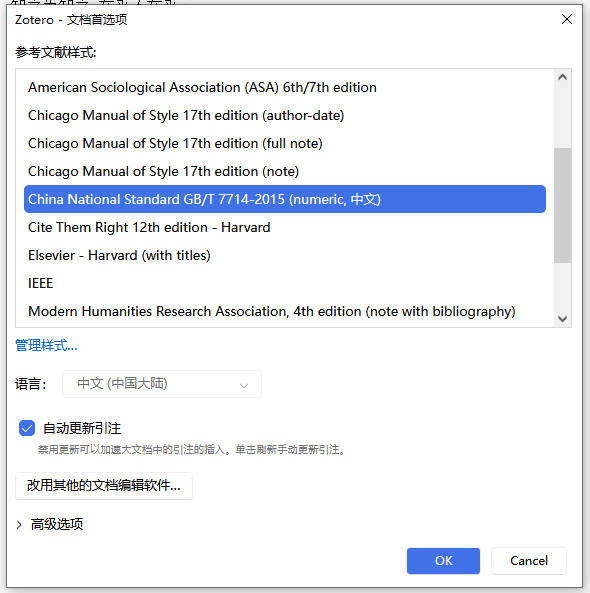 Zotero - 文档首选项
参考文献样式:
American Sociological Association (ASA) 6th/7th edition
Chicago Manual of Style 17th edition (author-date)
Chicago Manual of Style 17th edition (full note)
Chicago Manual of Style 17th edition (note)
China National Standard GB/T 7714-2015 (numeric, 中文)
Cite Them Right 12th edition - Harvard
Elsevier - Harvard (with titles)
IEEE
Modern Humanities Research Association, 4th edition (note with bibliography)
管理样式...
语言: 中文 (中国大陆)
自动更新引注
禁用更新可以加速大文档中的引注的插入。单击刷新手动更新引注。
改用其他的文档编辑软件...
高级选项
OK Cancel